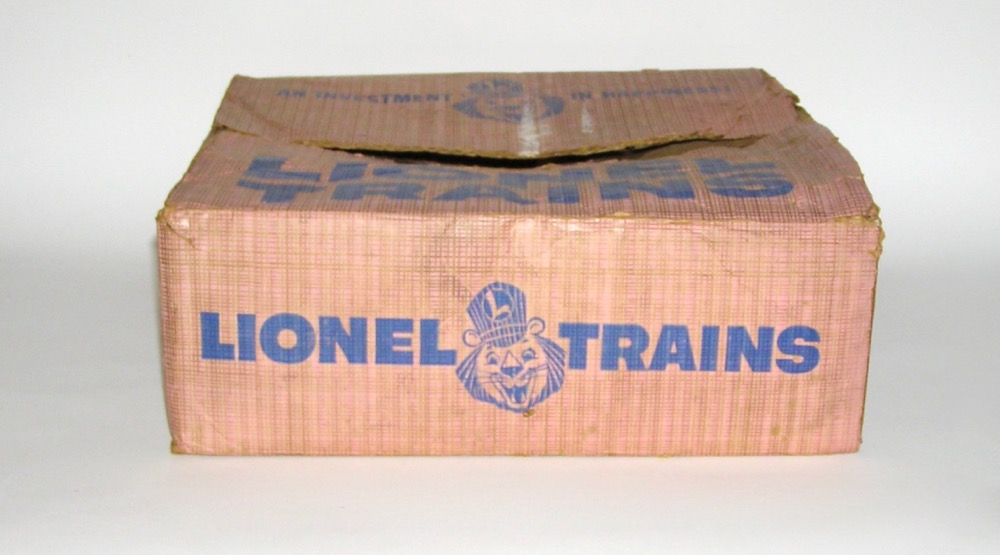 AN INVESTMENT IN HAPPINESS!
LIONEL
TRAINS
L
LIONEL TRAINS